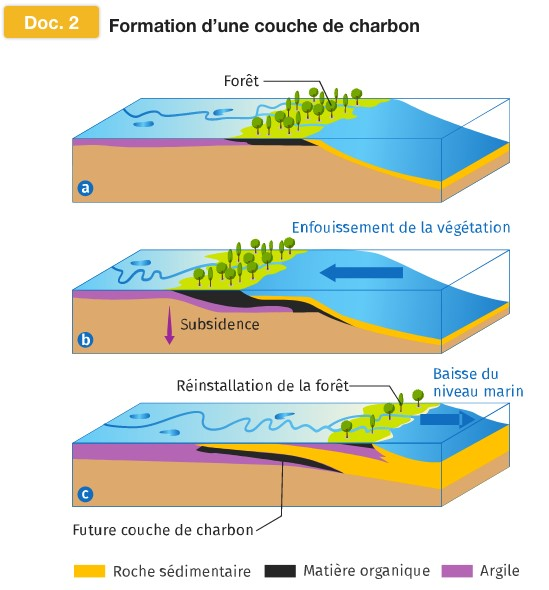 Doc. 2 Formation d'une couche de charbon
Forêt
a
Enfouissement de la végétation
Subsidence
b
Baisse du
niveau marin
Réinstallation de la forêt
c
Future couche de charbon
Roche sédimentaire Matière organique Argile